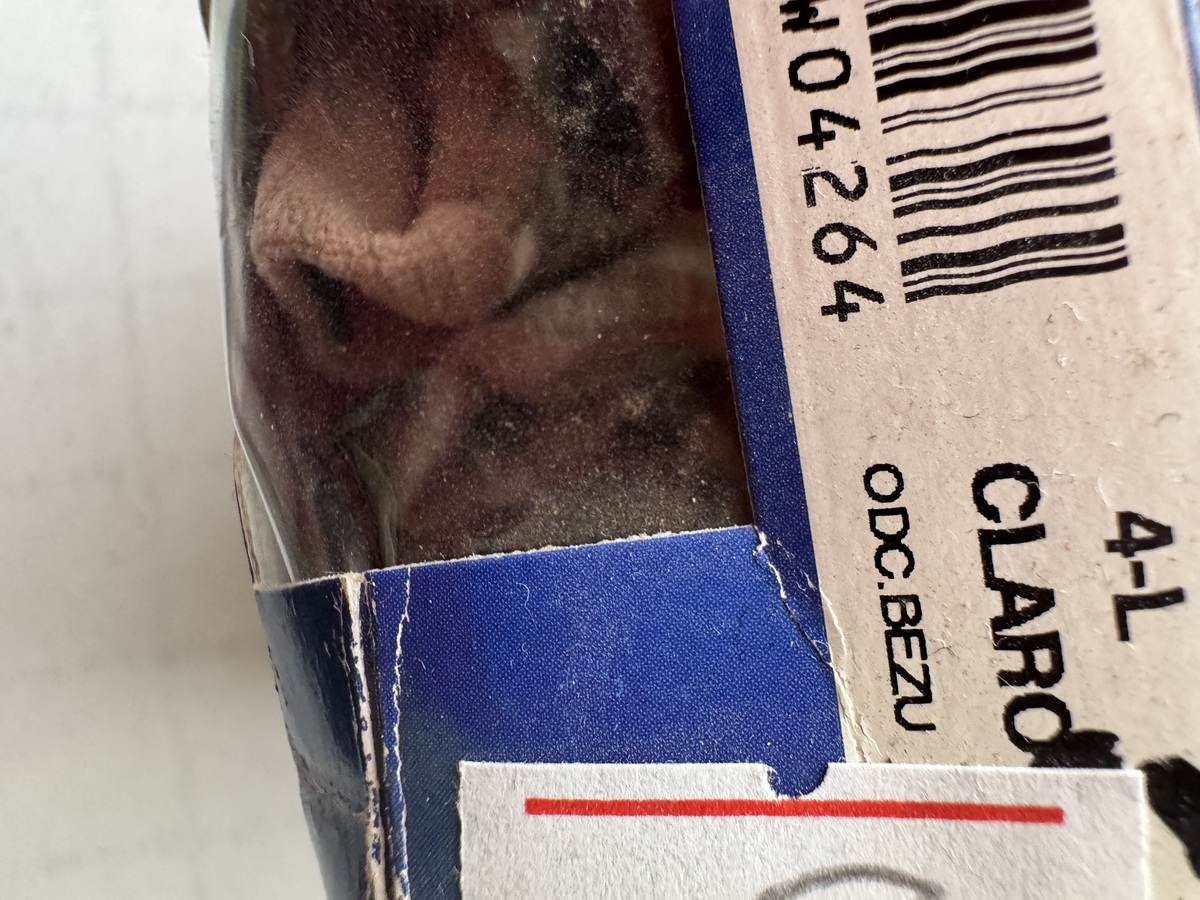 W04264
4-L
CLARO
ODC.BEZU